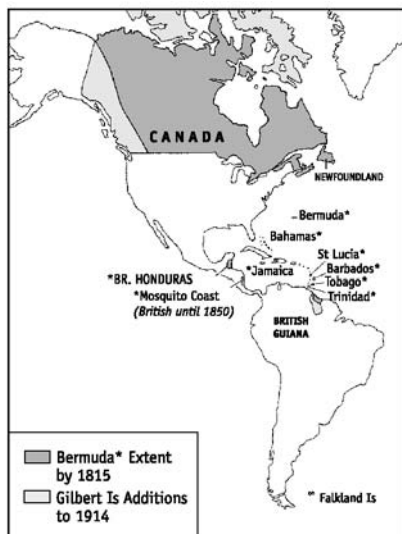 CANADA
NEWFOUNDLAND
Bermuda*
Bahamas*
St Lucia*
*Jamaica
Barbados*
*BR. HONDURAS
Tobago*
*Mosquito Coast
Trinidad*
(British until 1850)
BRITISH
GUIANA
Bermuda* Extent
by 1815
Gilbert Is Additions
to 1914
Falkland Is